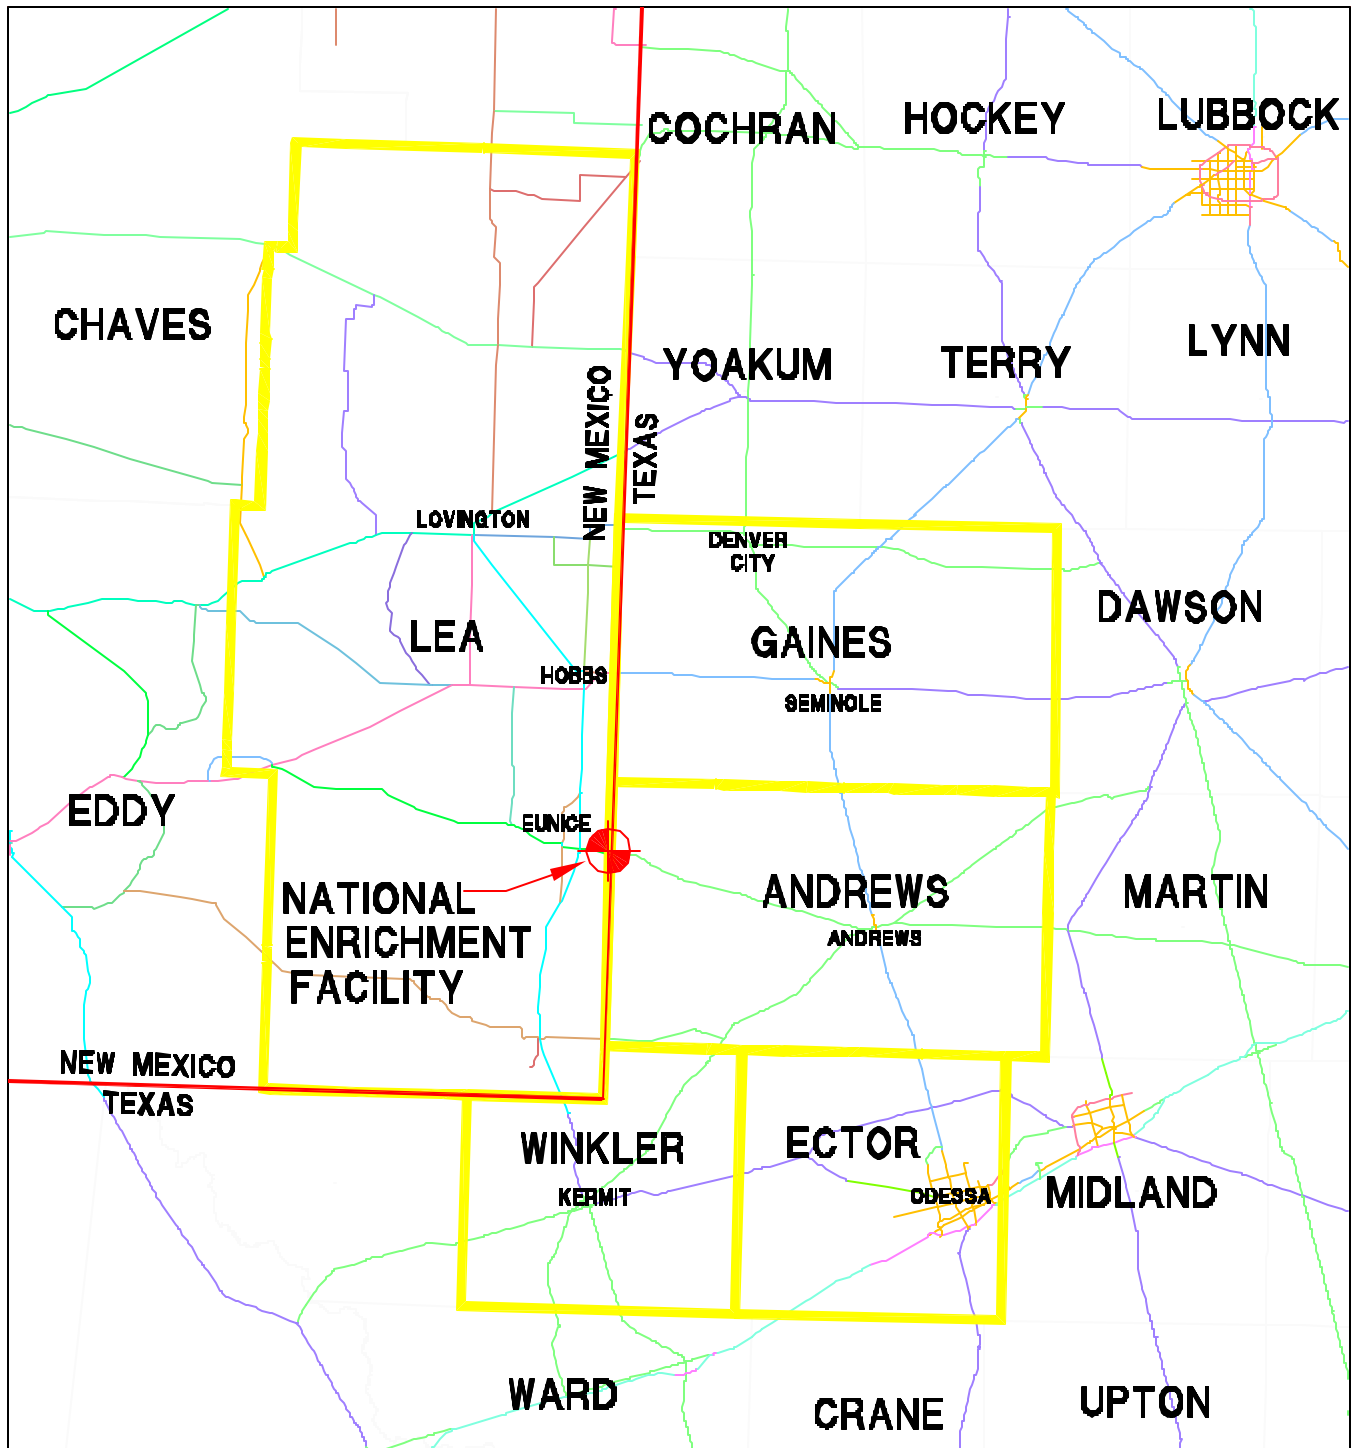 COCHRAN
HOCKEY
LUBBOCK
CHAVES
YOAKUM
TERRY
LYNN
NEW MEXICO
TEXAS
LOVINGTON
DENVER
CITY
LEA
GAINES
DAWSON
HOBBS
SEMINOLE
EDDY
EUNICE
NATIONAL
ENRICHMENT
FACILITY
ANDREWS
ANDREWS
MARTIN
NEW MEXICO
TEXAS
WINKLER
ECTOR
KERMIT
ODESSA
MIDLAND
WARD
CRANE
UPTON